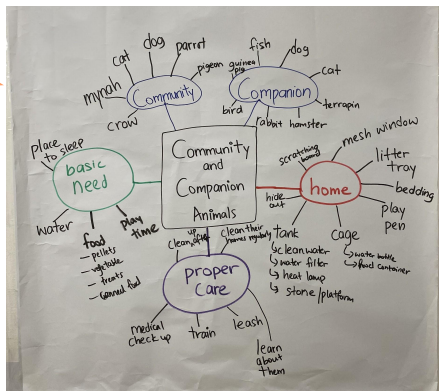 Community
and
Companion
Animals
Community
mynah
cat
dog
parrot
pigeon
crow
Companion
bird
guinea
pig
fish
dog
cat
terrapin
hamster
rabbit
basic
need
place
to sleep
water
food
- pellets
- vegetable
- treats
- canned food
play
time
home
scratching
board
mesh window
litter
tray
bedding
play
pen
hide
out
tank
↳ clean water
↳ water filter
↳ heat lamp
↳ stone/platform
cage
↳ water bottle
↳ food container
proper
care
clean up
after
clean their
homes regularly
medical
check up
train
leash
learn
about
them